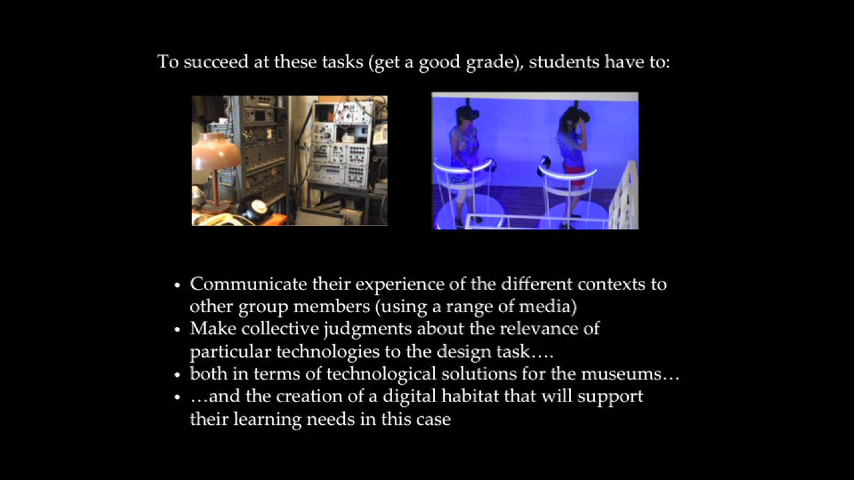 To succeed at these tasks (get a good grade), students have to:
• Communicate their experience of the different contexts to
other group members (using a range of media)
• Make collective judgments about the relevance of
particular technologies to the design task….
• both in terms of technological solutions for the museums…
• …and the creation of a digital habitat that will support
their learning needs in this case